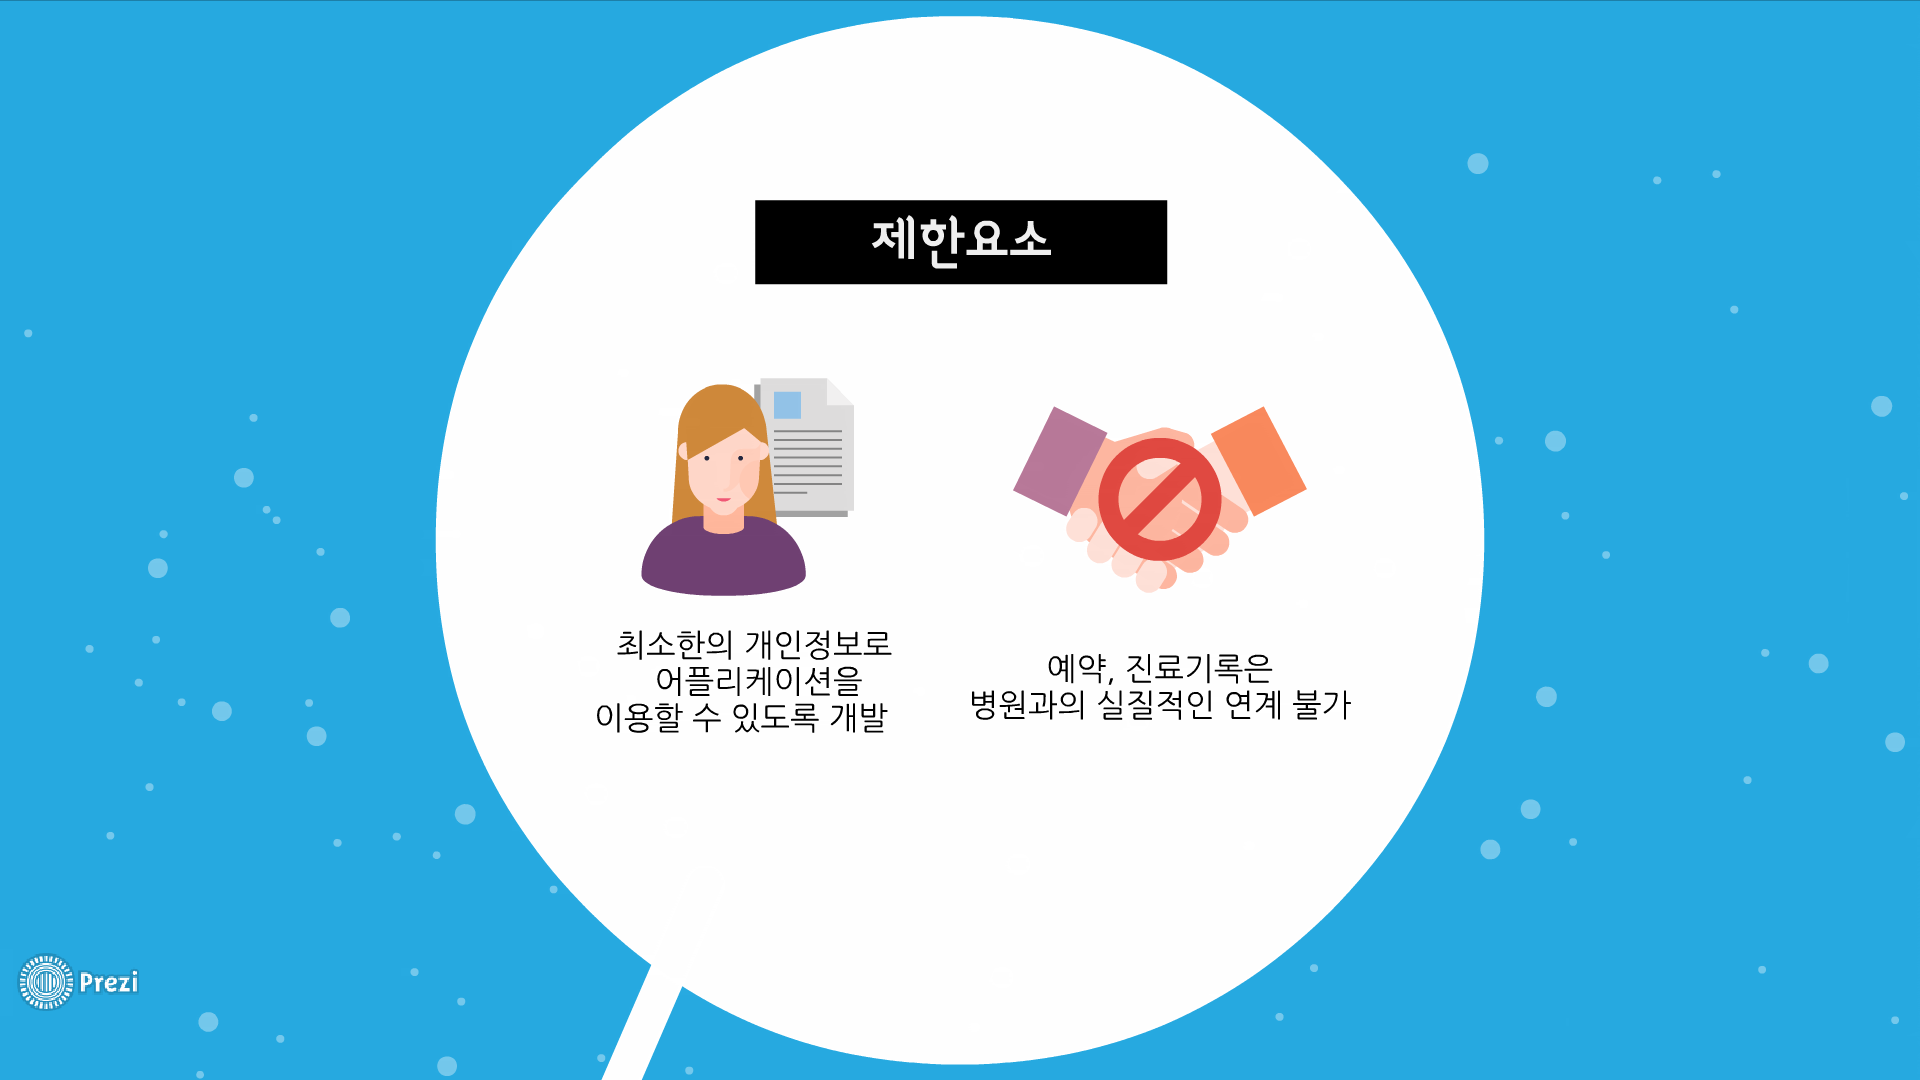 제한요소
최소한의 개인정보로
어플리케이션을
이용할 수 있도록 개발
예약, 진료기록은
병원과의 실질적인 연계 불가
Prezi